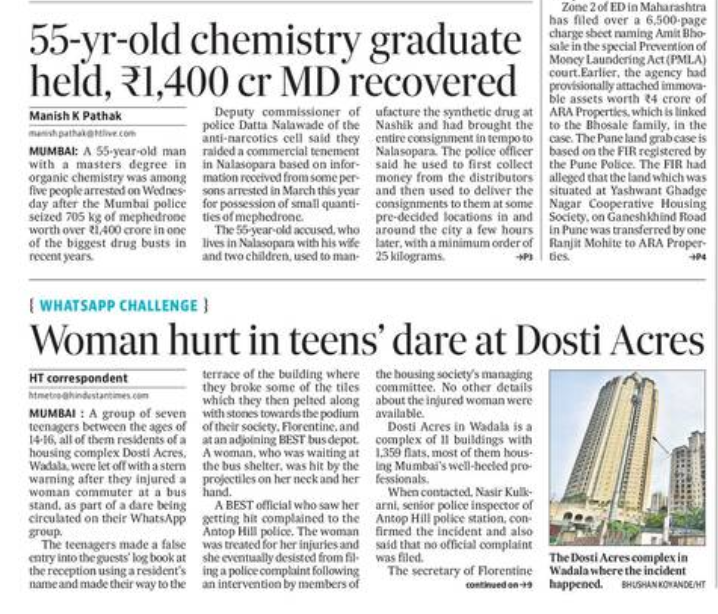 55-yr-old chemistry graduate
held, ₹1,400 cr MD recovered
Manish K Pathak
manish.pathak@htlive.com
MUMBAI: A 55-year-old man
with a masters degree in
organic chemistry was among
five people arrested on Wednes-
day after the Mumbai police
seized 705 kg of mephedrone
worth over ₹1,400 crore in one
of the biggest drug busts in
recent years.
Deputy commissioner of
police Datta Nalawade of the
anti-narcotics cell said they
raided a commercial tenement
in Nalasopara based on infor-
mation received from some per-
sons arrested in March this year
for possession of small quanti-
ties of mephedrone.
The 55-year-old accused, who
lives in Nalasopara with his wife
and two children, used to man-
ufacture the synthetic drug at
Nashik and had brought the
entire consignment in tempo to
Nalasopara. The police officer
said he used to first collect
money from the distributors
and then used to deliver the
consignments to them at some
pre-decided locations in and
around the city a few hours
later, with a minimum order of
25 kilograms. →P3
Zone 2 of ED in Maharashtra
has filed over a 6,500-page
charge sheet naming Amit Bho-
sale in the special Prevention of
Money Laundering Act (PMLA)
court.Earlier, the agency had
provisionally attached immova-
ble assets worth ₹4 crore of
ARA Properties, which is linked
to the Bhosale family, in the
case. The Pune land grab case is
based on the FIR registered by
the Pune Police. The FIR had
alleged that the land which was
situated at Yashwant Ghadge
Nagar Cooperative Housing
Society, on Ganeshkhind Road
in Pune was transferred by one
Ranjit Mohite to ARA Proper-
ties. →P4
{ WHATSAPP CHALLENGE }
Woman hurt in teens' dare at Dosti Acres
HT correspondent
htmetro@hindustantimes.com
MUMBAI : A group of seven
teenagers between the ages of
14-16, all of them residents of a
housing complex Dosti Acres,
Wadala, were let off with a stern
warning after they injured a
woman commuter at a bus
stand, as part of a dare being
circulated on their WhatsApp
group.
The teenagers made a false
entry into the guests' log book at
the reception using a resident's
name and made their way to the
terrace of the building where
they broke some of the tiles
which they then pelted along
with stones towards the podium
of their society, Florentine, and
at an adjoining BEST bus depot.
A woman, who was waiting at
the bus shelter, was hit by the
projectiles on her neck and her
hand.
A BEST official who saw her
getting hit complained to the
Antop Hill police. The woman
was treated for her injuries and
she eventually desisted from fil-
ing a police complaint following
an intervention by members of
the housing society's managing
committee. No other details
about the injured woman were
available.
Dosti Acres in Wadala is a
complex of 11 buildings with
1,359 flats, most of them hous-
ing Mumbai's well-heeled pro-
fessionals.
When contacted, Nasir Kulk-
arni, senior police inspector of
Antop Hill police station, con-
firmed the incident and also
said that no official complaint
was filed.
The secretary of Florentine
continued on →9
The Dosti Acres complex in
Wadala where the incident
happened. BHUSHAN KOYANDE/HT